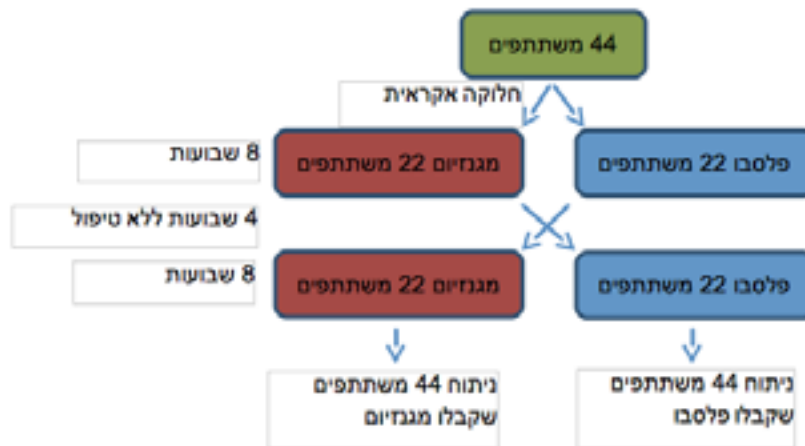 44 משתתפים
חלוקה אקראית
פלסבו 22 משתתפים
מגנזיום 22 משתתפים
8 שבועות
4 שבועות ללא טיפול
פלסבו 22 משתתפים
מגנזיום 22 משתתפים
8 שבועות
ניתוח 44 משתתפים
שקבלו פלסבו
ניתוח 44 משתתפים
שקבלו מגנזיום